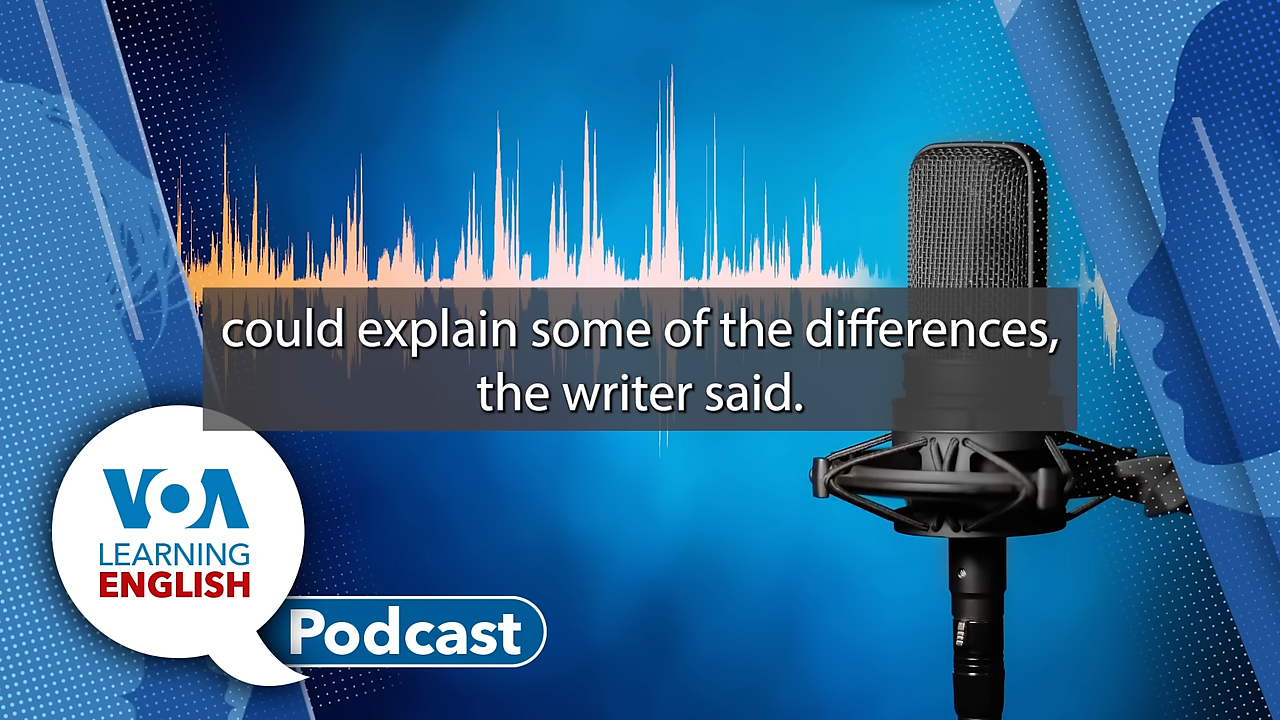 could explain some of the differences,
the writer said.
VOA
LEARNING
ENGLISH
Podcast